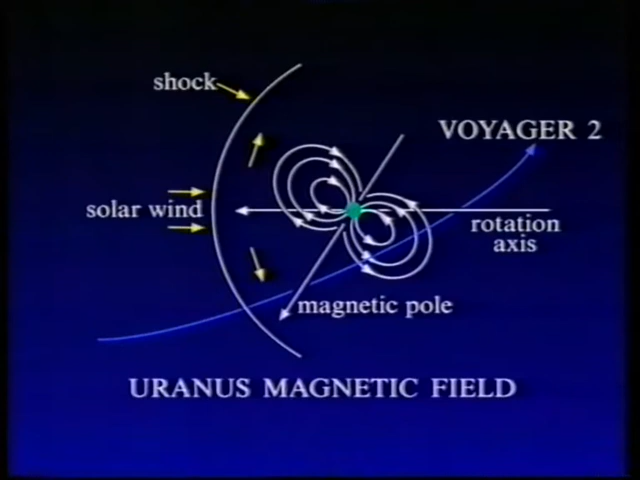 shock
VOYAGER 2
solar wind
rotation
axis
magnetic pole
URANUS MAGNETIC FIELD